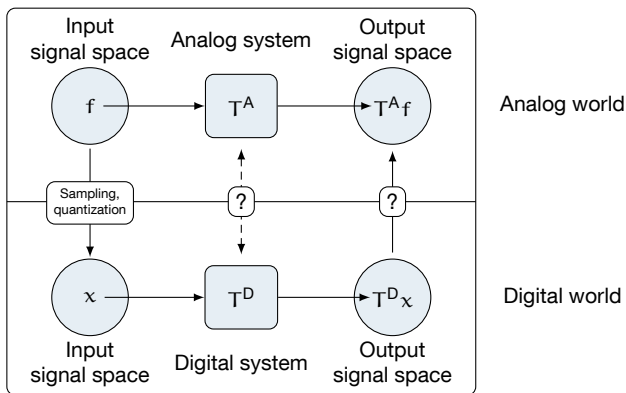 Input
signal space
Analog system
Output
signal space
f
T^A
T^A f
Analog world
Sampling,
quantization
?
?
x
T^D
T^D x
Digital world
Input
signal space
Digital system
Output
signal space